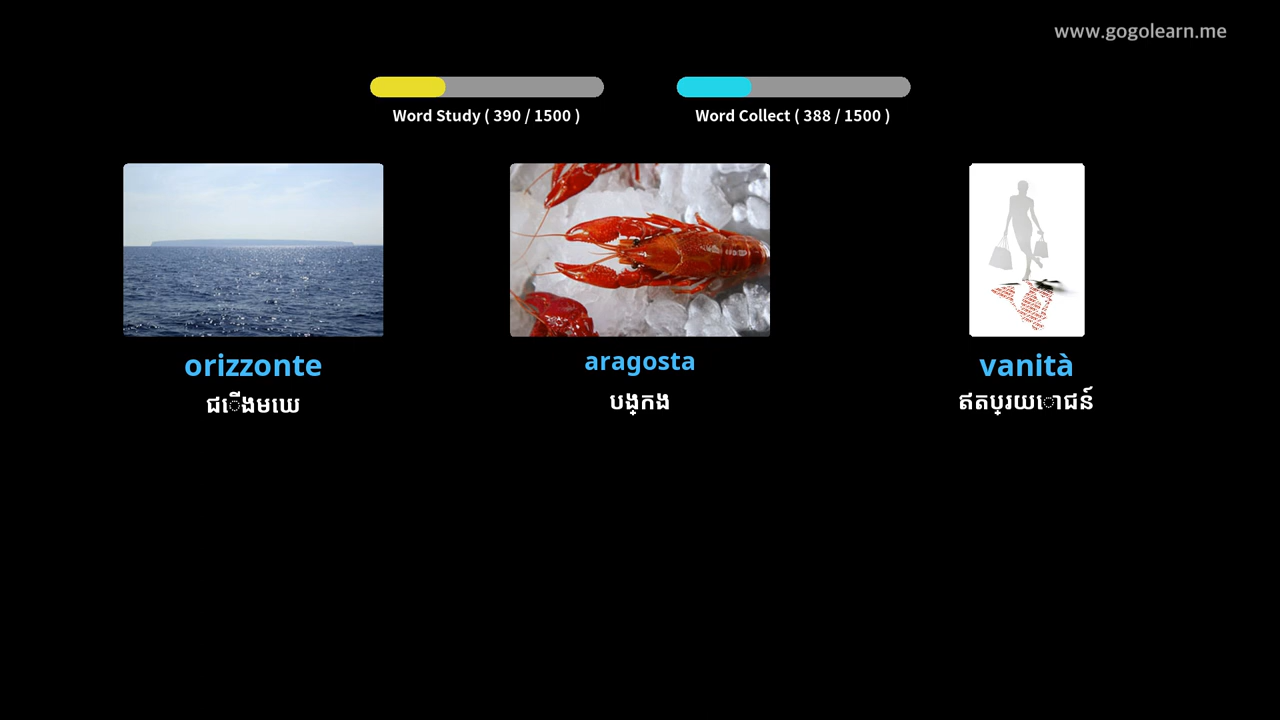 www.gogolearn.me
Word Study ( 390 / 1500 )
Word Collect ( 388 / 1500 )
orizzonte
aragosta
vanità
ជើងមេឃ
បង្កង
ឥតប្រយោជន៍